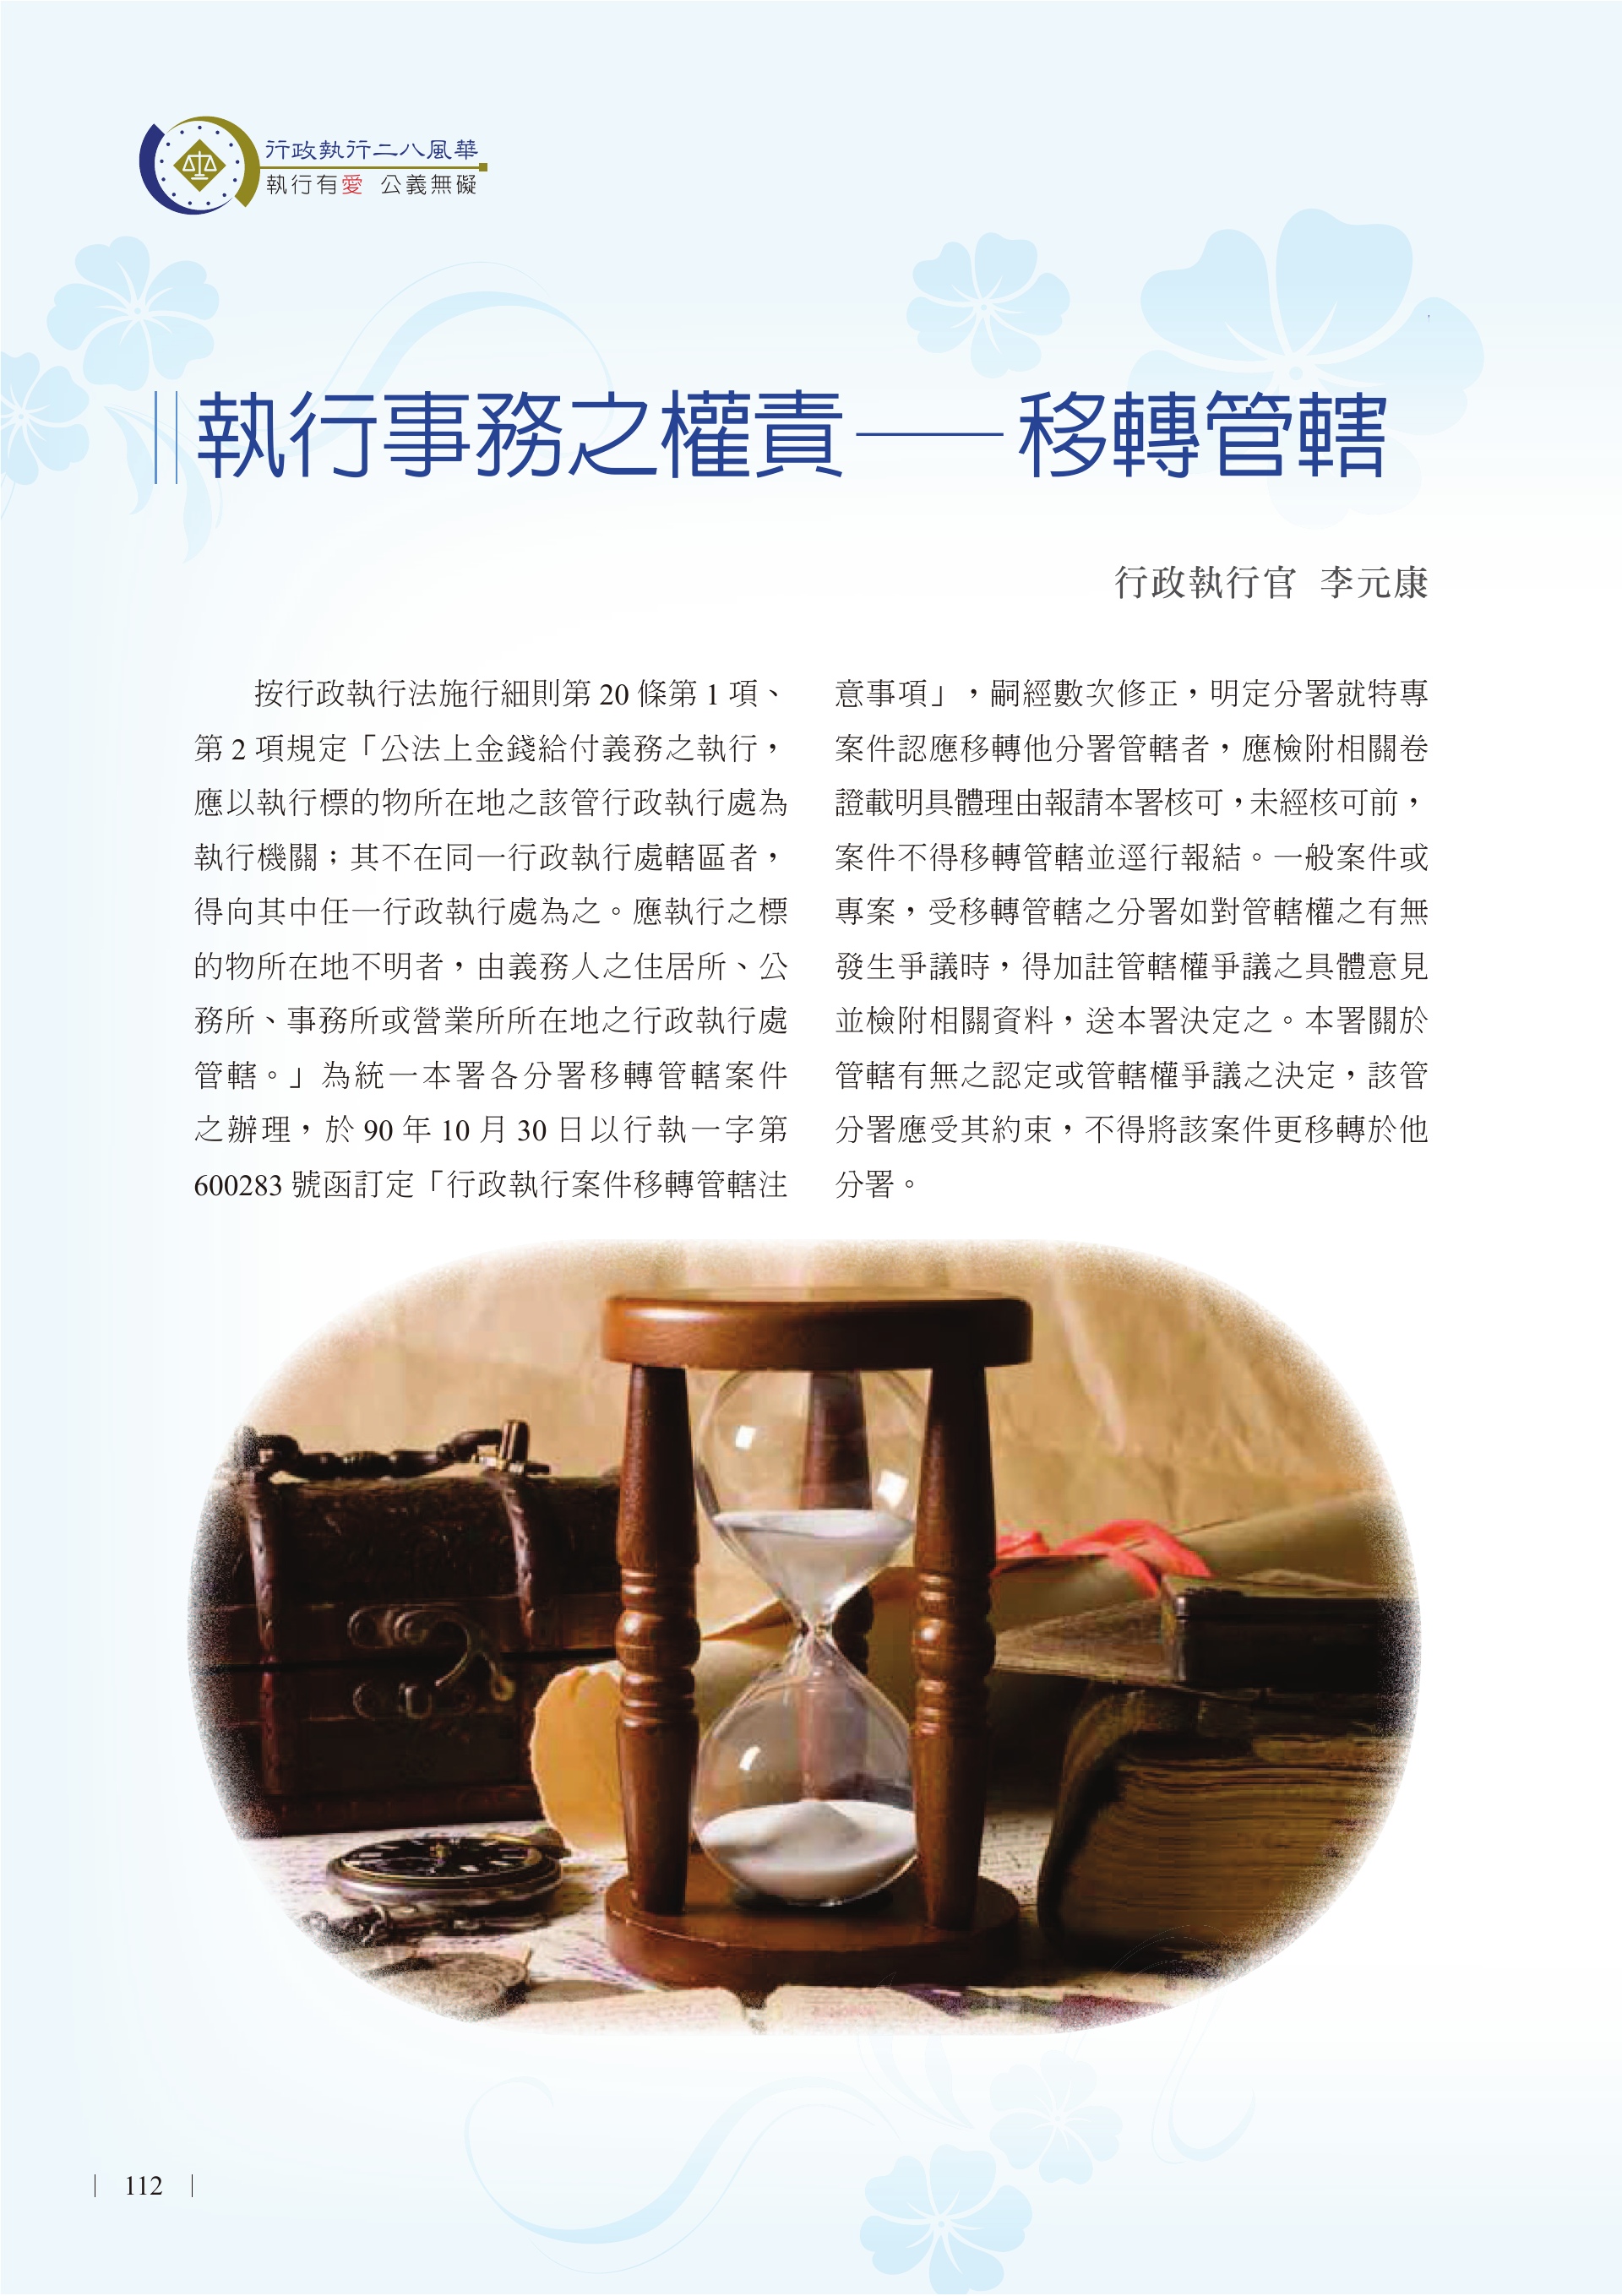 行政執行二八風華
執行有愛 公義無礙
執行事務之權責——移轉管轄
行政執行官 李元康
按行政執行法施行細則第 20 條第 1 項、
第 2 項規定「公法上金錢給付義務之執行，
應以執行標的物所在地之該管行政執行處為
執行機關；其不在同一行政執行處轄區者，
得向其中任一行政執行處為之。應執行之標
的物所在地不明者，由義務人之住居所、公
務所、事務所或營業所所在地之行政執行處
管轄。」為統一本署各分署移轉管轄案件
之辦理，於 90 年 10 月 30 日以行執一字第
600283 號函訂定「行政執行案件移轉管轄注
意事項」，嗣經數次修正，明定分署就特專
案件認應移轉他分署管轄者，應檢附相關卷
證載明具體理由報請本署核可，未經核可前，
案件不得移轉管轄並逕行報結。一般案件或
專案，受移轉管轄之分署如對管轄權之有無
發生爭議時，得加註管轄權爭議之具體意見
並檢附相關資料，送本署決定之。本署關於
管轄有無之認定或管轄權爭議之決定，該管
分署應受其約束，不得將該案件更移轉於他
分署。
112